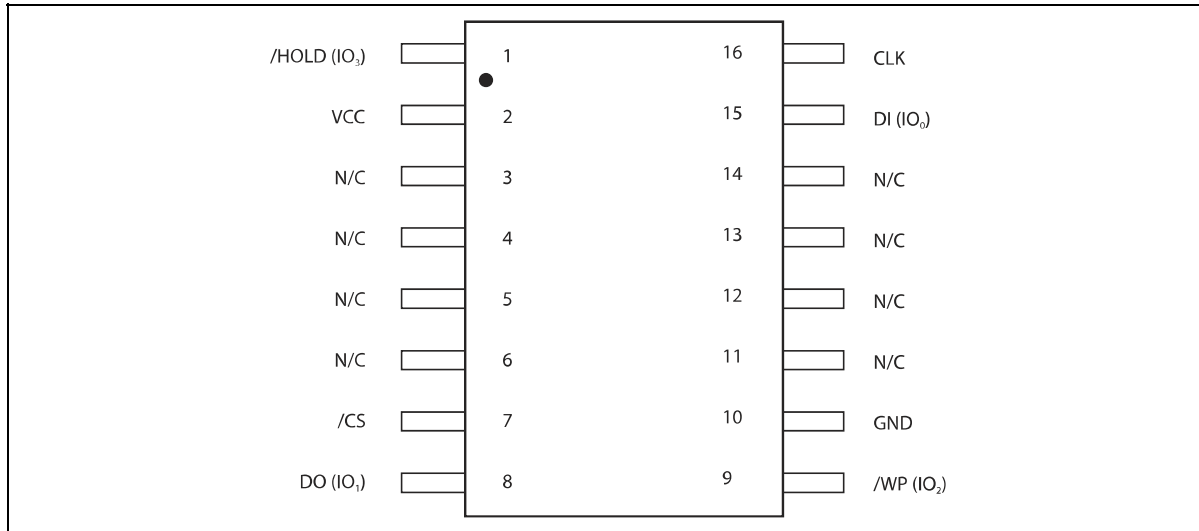 /HOLD (IO₃) 1 16 CLK
VCC 2 15 DI (IO₀)
N/C 3 14 N/C
N/C 4 13 N/C
N/C 5 12 N/C
N/C 6 11 N/C
/CS 7 10 GND
DO (IO₁) 8 9 /WP (IO₂)